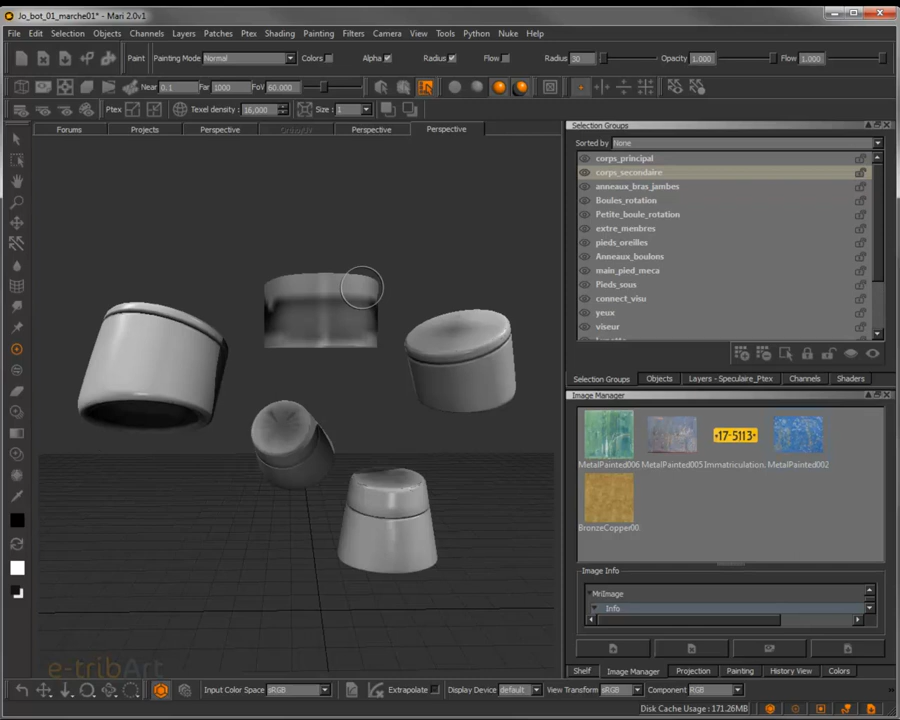 Jo_bot_01_marche01* - Mari 2.0v1
File Edit Selection Objects Channels Layers Patches Ptex Shading Painting Filters Camera View Tools Python Nuke Help
Paint Painting Mode Normal Colors Alpha Radius Flow Radius 30 Opacity 1.000 Flow 1.000
Near 0.1 Far 1000 FoV 60.000
Ptex Texel density: 16,000 Size: 1
Forums Projects Perspective Ortho/UV Perspective Perspective
Selection Groups
Sorted by None
corps_principal
corps_secondaire
anneaux_bras_jambes
Boules_rotation
Petite_boule_rotation
extre_menbres
pieds_oreilles
Anneaux_boulons
main_pied_meca
Pieds_sous
connect_visu
yeux
viseur
Selection Groups Objects Layers - Speculaire_Ptex Channels Shaders
Image Manager
17-5113
MetalPainted006 MetalPainted005 Immatriculation. MetalPainted002
BronzeCopper00
Image Info
MriImage
Info
e-tribArt
Shelf Image Manager Projection Painting History View Colors
Input Color Space sRGB Extrapolate Display Device default View Transform sRGB Component RGB
Disk Cache Usage : 171.26MB